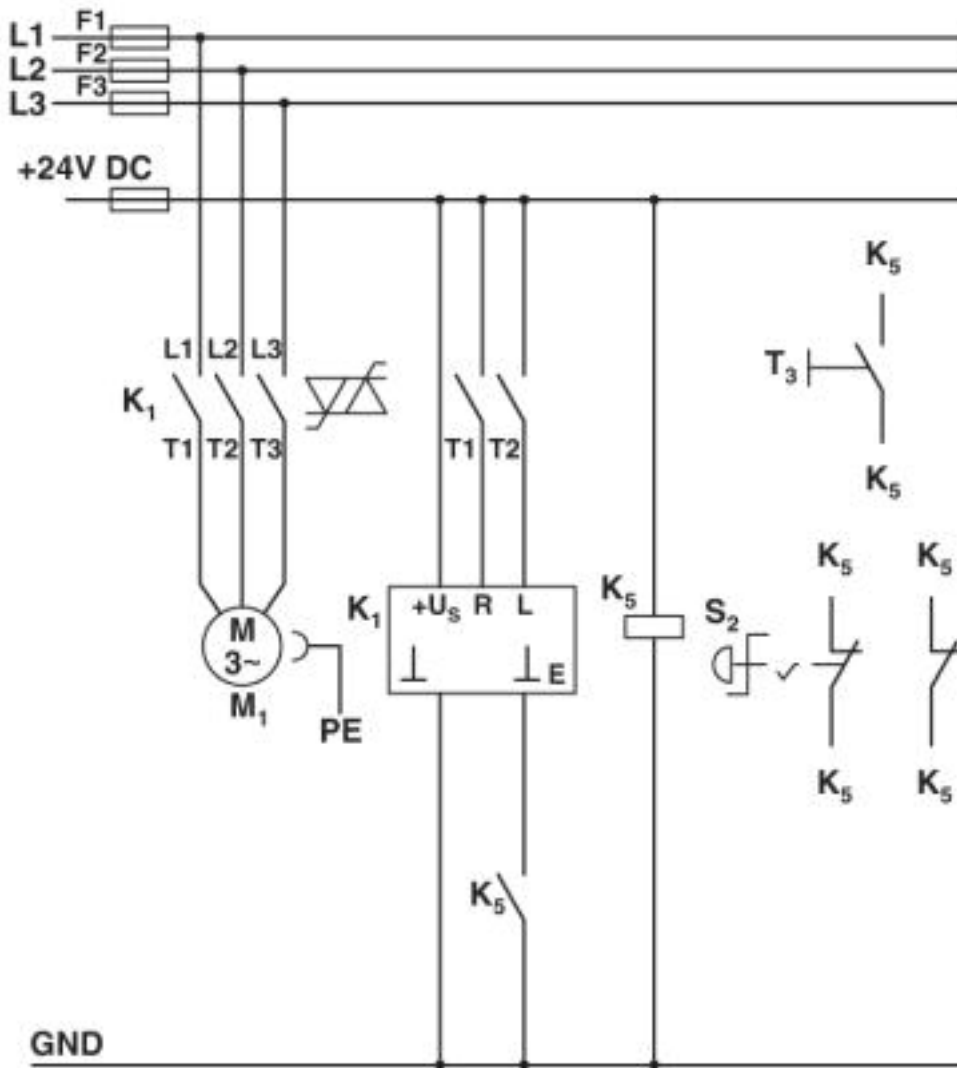 L1 F1
L2 F2
L3 F3
+24V DC
K5
L1 L2 L3
T3
K1
T1 T2 T3 T1 T2
K5
K5 K5
K1 +US R L K5 S2
M
3~
E
M1
PE
K5 K5
K5
GND